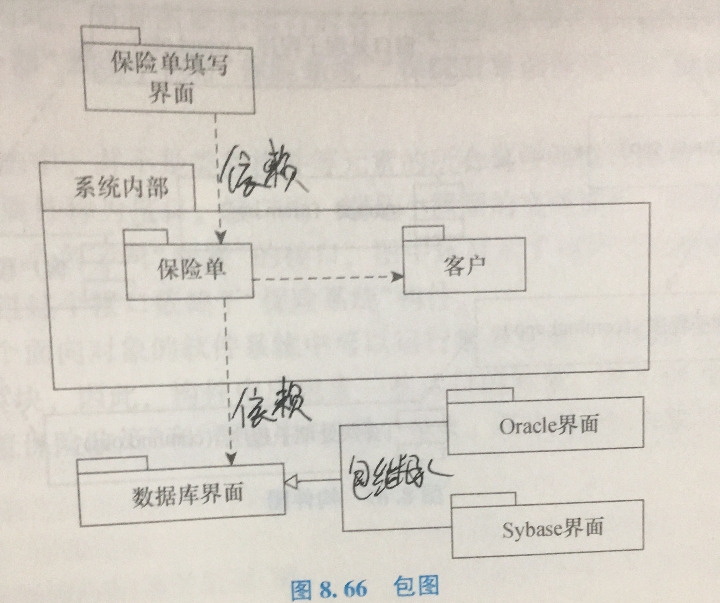 保险单填写
界面
依赖
系统内部
保险单
客户
依赖
Oracle界面
包继承
数据库界面
Sybase界面
图 8.66 包图